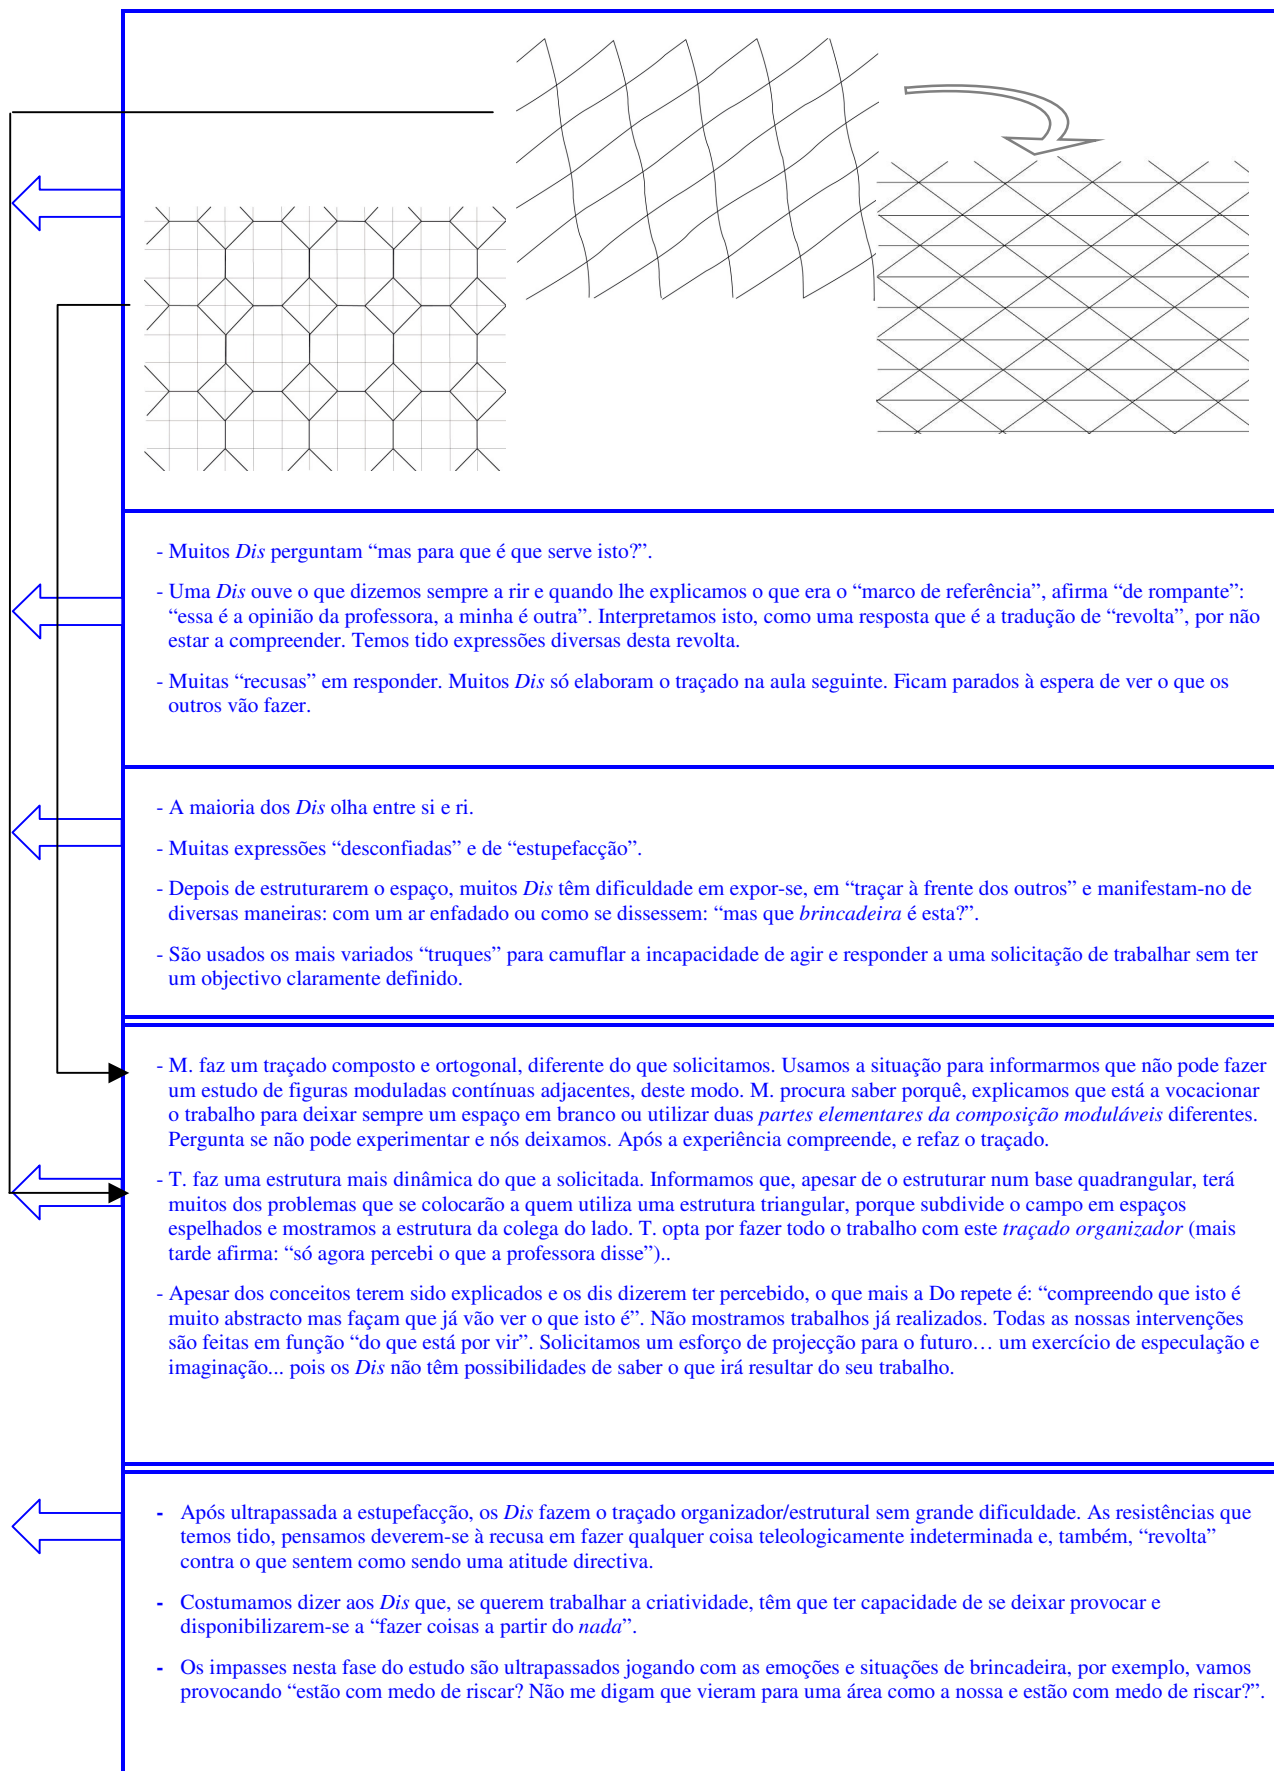 - Muitos Dis perguntam “mas para que é que serve isto?”.
- Uma Dis ouve o que dizemos sempre a rir e quando lhe explicamos o que era o “marco de referência”, afirma “de rompante”:
“essa é a opinião da professora, a minha é outra”. Interpretamos isto, como uma resposta que é a tradução de “revolta”, por não
estar a compreender. Temos tido expressões diversas desta revolta.
- Muitas “recusas” em responder. Muitos Dis só elaboram o traçado na aula seguinte. Ficam parados à espera de ver o que os
outros vão fazer.
- A maioria dos Dis olha entre si e ri.
- Muitas expressões “desconfiadas” e de “estupefacção”.
- Depois de estruturarem o espaço, muitos Dis têm dificuldade em expor-se, em “traçar à frente dos outros” e manifestam-no de
diversas maneiras: com um ar enfadado ou como se dissessem: “mas que brincadeira é esta?”.
- São usados os mais variados “truques” para camuflar a incapacidade de agir e responder a uma solicitação de trabalhar sem ter
um objectivo claramente definido.
- M. faz um traçado composto e ortogonal, diferente do que solicitamos. Usamos a situação para informarmos que não pode fazer
um estudo de figuras moduladas contínuas adjacentes, deste modo. M. procura saber porquê, explicamos que está a vocacionar
o trabalho para deixar sempre um espaço em branco ou utilizar duas partes elementares da composição moduláveis diferentes.
Pergunta se não pode experimentar e nós deixamos. Após a experiência compreende, e refaz o traçado.
- T. faz uma estrutura mais dinâmica do que a solicitada. Informamos que, apesar de o estruturar num base quadrangular, terá
muitos dos problemas que se colocarão a quem utiliza uma estrutura triangular, porque subdivide o campo em espaços
espelhados e mostramos a estrutura da colega do lado. T. opta por fazer todo o trabalho com este traçado organizador (mais
tarde afirma: “só agora percebi o que a professora disse”)..
- Apesar dos conceitos terem sido explicados e os dis dizerem ter percebido, o que mais a Do repete é: “compreendo que isto é
muito abstracto mas façam que já vão ver o que isto é”. Não mostramos trabalhos já realizados. Todas as nossas intervenções
são feitas em função “do que está por vir”. Solicitamos um esforço de projecção para o futuro… um exercício de especulação e
imaginação... pois os Dis não têm possibilidades de saber o que irá resultar do seu trabalho.
- Após ultrapassada a estupefacção, os Dis fazem o traçado organizador/estrutural sem grande dificuldade. As resistências que
temos tido, pensamos deverem-se à recusa em fazer qualquer coisa teleologicamente indeterminada e, também, “revolta”
contra o que sentem como sendo uma atitude directiva.
- Costumamos dizer aos Dis que, se querem trabalhar a criatividade, têm que ter capacidade de se deixar provocar e
disponibilizarem-se a “fazer coisas a partir do nada”.
- Os impasses nesta fase do estudo são ultrapassados jogando com as emoções e situações de brincadeira, por exemplo, vamos
provocando “estão com medo de riscar? Não me digam que vieram para uma área como a nossa e estão com medo de riscar?”.